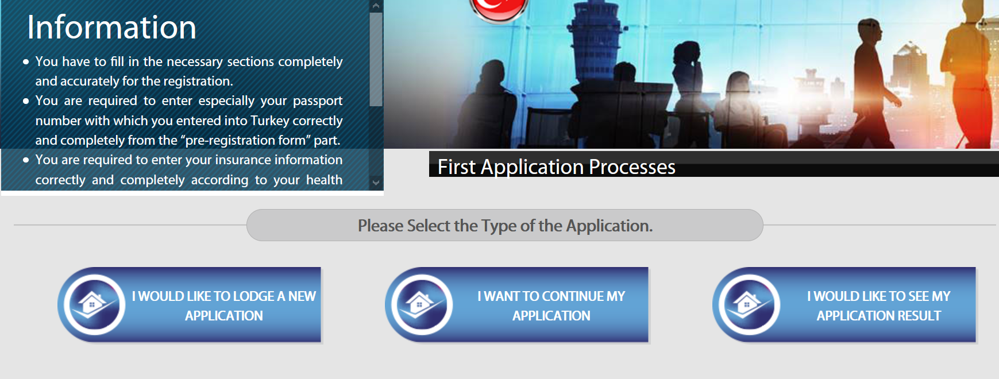 Information
You have to fill in the necessary sections completely
and accurately for the registration.
You are required to enter especially your passport
number with which you entered into Turkey correctly
and completely from the “pre-registration form” part.
You are required to enter your insurance information
correctly and completely according to your health
First Application Processes
Please Select the Type of the Application.
I WOULD LIKE TO LODGE A NEW
APPLICATION
I WANT TO CONTINUE MY
APPLICATION
I WOULD LIKE TO SEE MY
APPLICATION RESULT